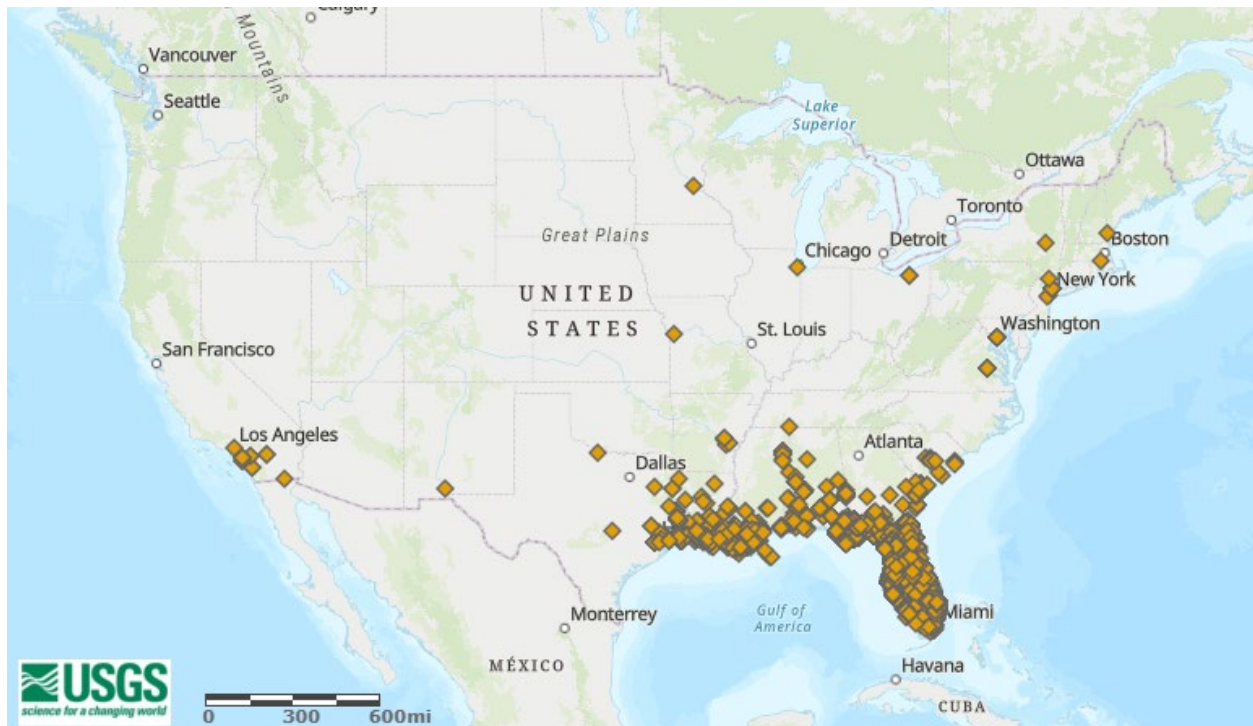 Calgary
Mountains
Vancouver
Seattle
Lake
Superior
Ottawa
Toronto
Great Plains
Chicago
Detroit
Boston
New York
UNITED
STATES
Washington
St. Louis
San Francisco
Los Angeles
Atlanta
Dallas
Monterrey
Gulf of
America
Miami
MÉXICO
Havana
CUBA
USGS
science for a changing world
0 300 600mi